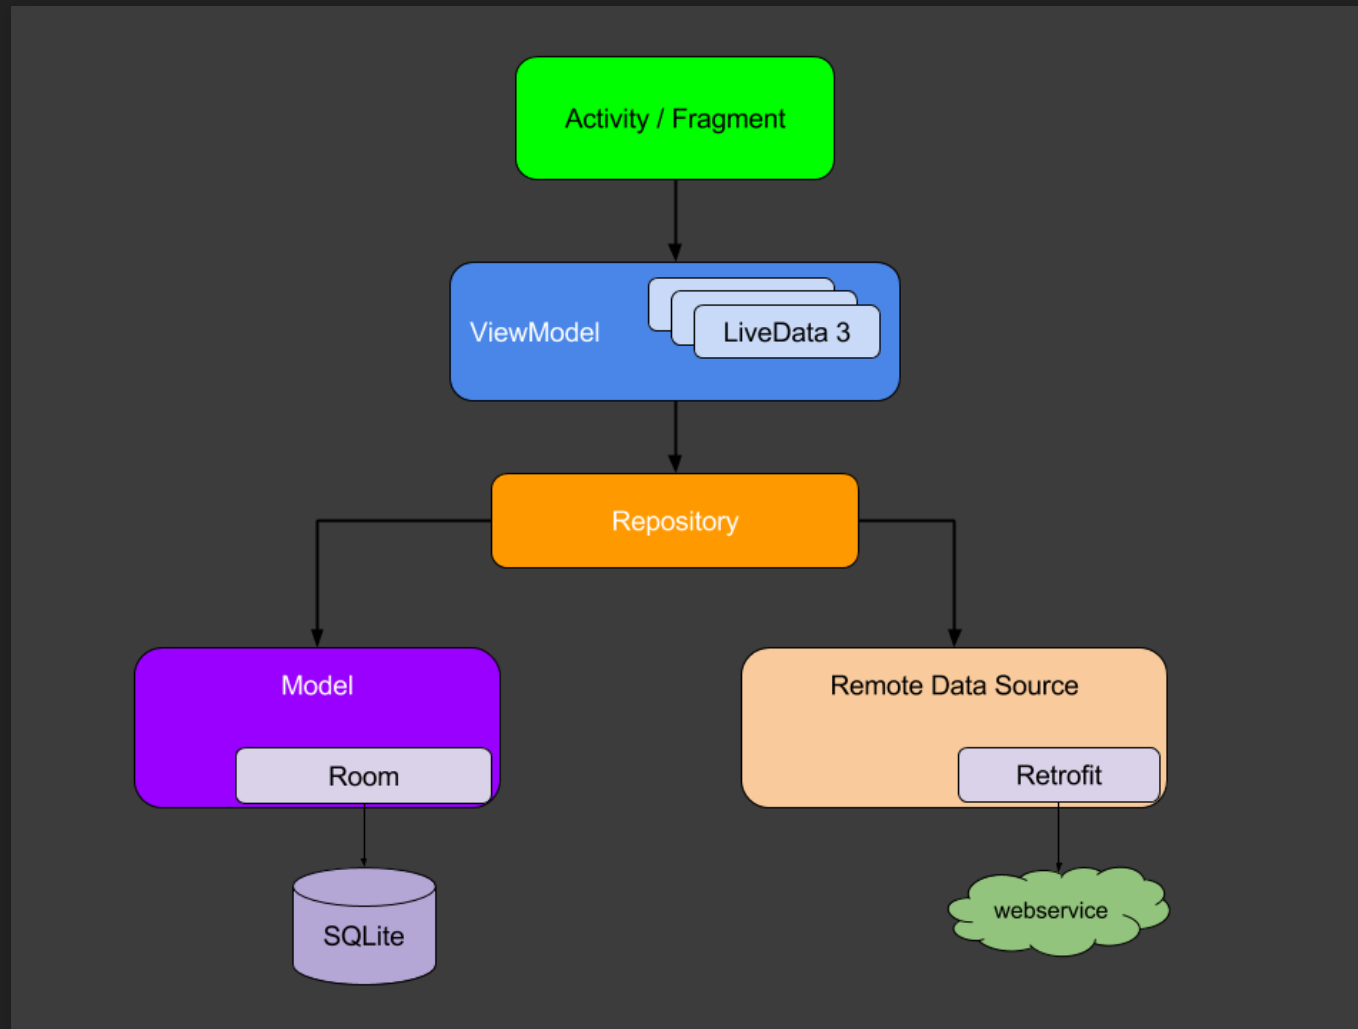 Activity / Fragment
ViewModel
LiveData 3
Repository
Model
Room
SQLite
Remote Data Source
Retrofit
webservice